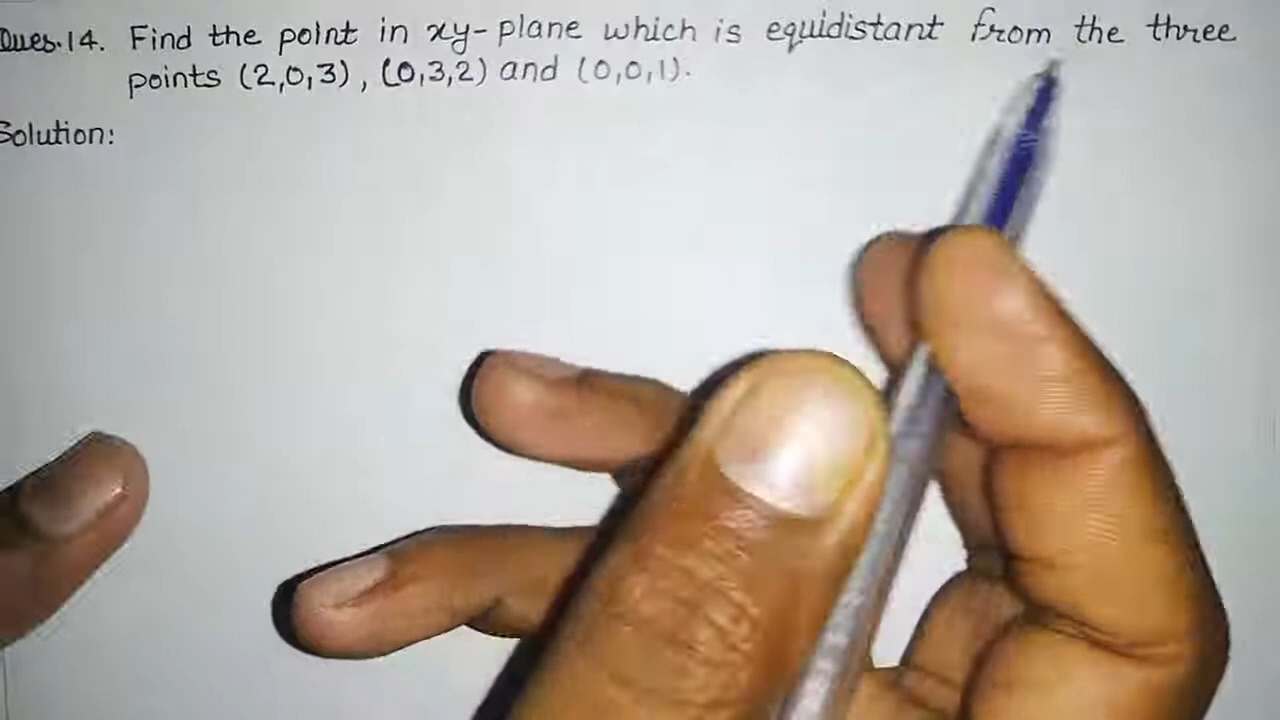 Ques.14. Find the point in xy-plane which is equidistant from the three
points (2,0,3), (0,3,2) and (0,0,1).
Solution: